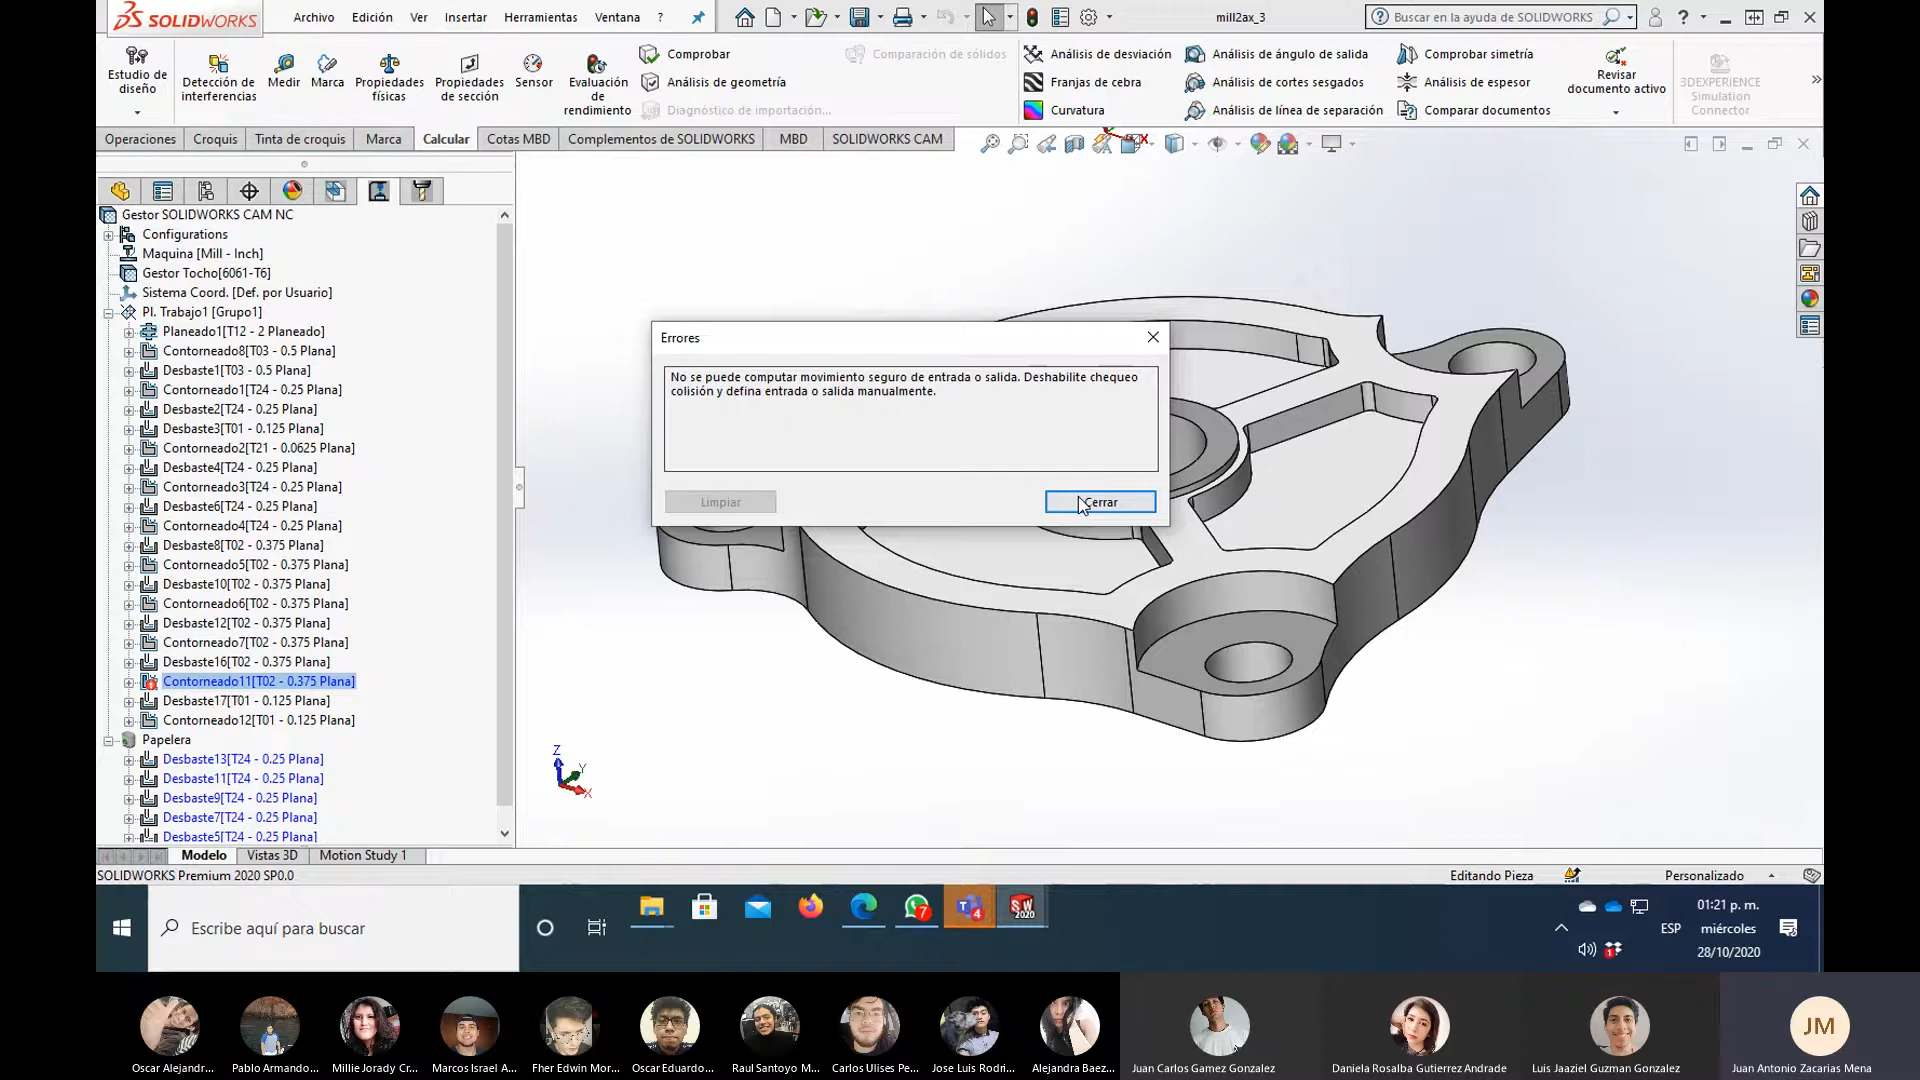 SOLIDWORKS
Archivo Edición Ver Insertar Herramientas Ventana ?
mill2ax_3
Buscar en la ayuda de SOLIDWORKS
Estudio de diseño
Detección de interferencias
Medir
Marca
Propiedades físicas
Propiedades de sección
Sensor
Evaluación de rendimiento
Comprobar
Análisis de geometría
Diagnóstico de importación...
Comparación de sólidos
Análisis de desviación
Franjas de cebra
Curvatura
Análisis de ángulo de salida
Análisis de cortes sesgados
Análisis de línea de separación
Comprobar simetría
Análisis de espesor
Comparar documentos
Revisar documento activo
3DEXPERIENCE Simulation Connector
Operaciones Croquis Tinta de croquis Marca Calcular Cotas MBD Complementos de SOLIDWORKS MBD SOLIDWORKS CAM
Gestor SOLIDWORKS CAM NC
Configurations
Maquina [Mill - Inch]
Gestor Tocho[6061-T6]
Sistema Coord. [Def. por Usuario]
Pl. Trabajo1 [Grupo1]
Planeado1[T12 - 2 Planeado]
Contorneado8[T03 - 0.5 Plana]
Desbaste1[T03 - 0.5 Plana]
Contorneado1[T24 - 0.25 Plana]
Desbaste2[T24 - 0.25 Plana]
Desbaste3[T01 - 0.125 Plana]
Contorneado2[T21 - 0.0625 Plana]
Desbaste4[T24 - 0.25 Plana]
Contorneado3[T24 - 0.25 Plana]
Desbaste6[T24 - 0.25 Plana]
Contorneado4[T24 - 0.25 Plana]
Desbaste8[T02 - 0.375 Plana]
Contorneado5[T02 - 0.375 Plana]
Desbaste10[T02 - 0.375 Plana]
Contorneado6[T02 - 0.375 Plana]
Desbaste12[T02 - 0.375 Plana]
Contorneado7[T02 - 0.375 Plana]
Desbaste16[T02 - 0.375 Plana]
Contorneado11[T02 - 0.375 Plana]
Desbaste17[T01 - 0.125 Plana]
Contorneado12[T01 - 0.125 Plana]
Papelera
Desbaste13[T24 - 0.25 Plana]
Desbaste11[T24 - 0.25 Plana]
Desbaste9[T24 - 0.25 Plana]
Desbaste7[T24 - 0.25 Plana]
Desbaste5[T24 - 0.25 Plana]
Errores
No se puede computar movimiento seguro de entrada o salida. Deshabilite chequeo
colisión y defina entrada o salida manualmente.
Limpiar
Cerrar
Z
Y
X
Modelo Vistas 3D Motion Study 1
SOLIDWORKS Premium 2020 SP0.0
Editando Pieza
Personalizado
Escribe aquí para buscar
7
4
SW
2020
1
ESP
01:21 p. m.
miércoles
28/10/2020
JM
Oscar Alejandr...
Pablo Armando...
Millie Jorady Cr...
Marcos Israel A...
Fher Edwin Mor...
Oscar Eduardo...
Raul Santoyo M...
Carlos Ulises Pe...
Jose Luis Rodri...
Alejandra Baez...
Juan Carlos Gamez Gonzalez
Daniela Rosalba Gutierrez Andrade
Luis Jaaziel Guzman Gonzalez
Juan Antonio Zacarias Mena